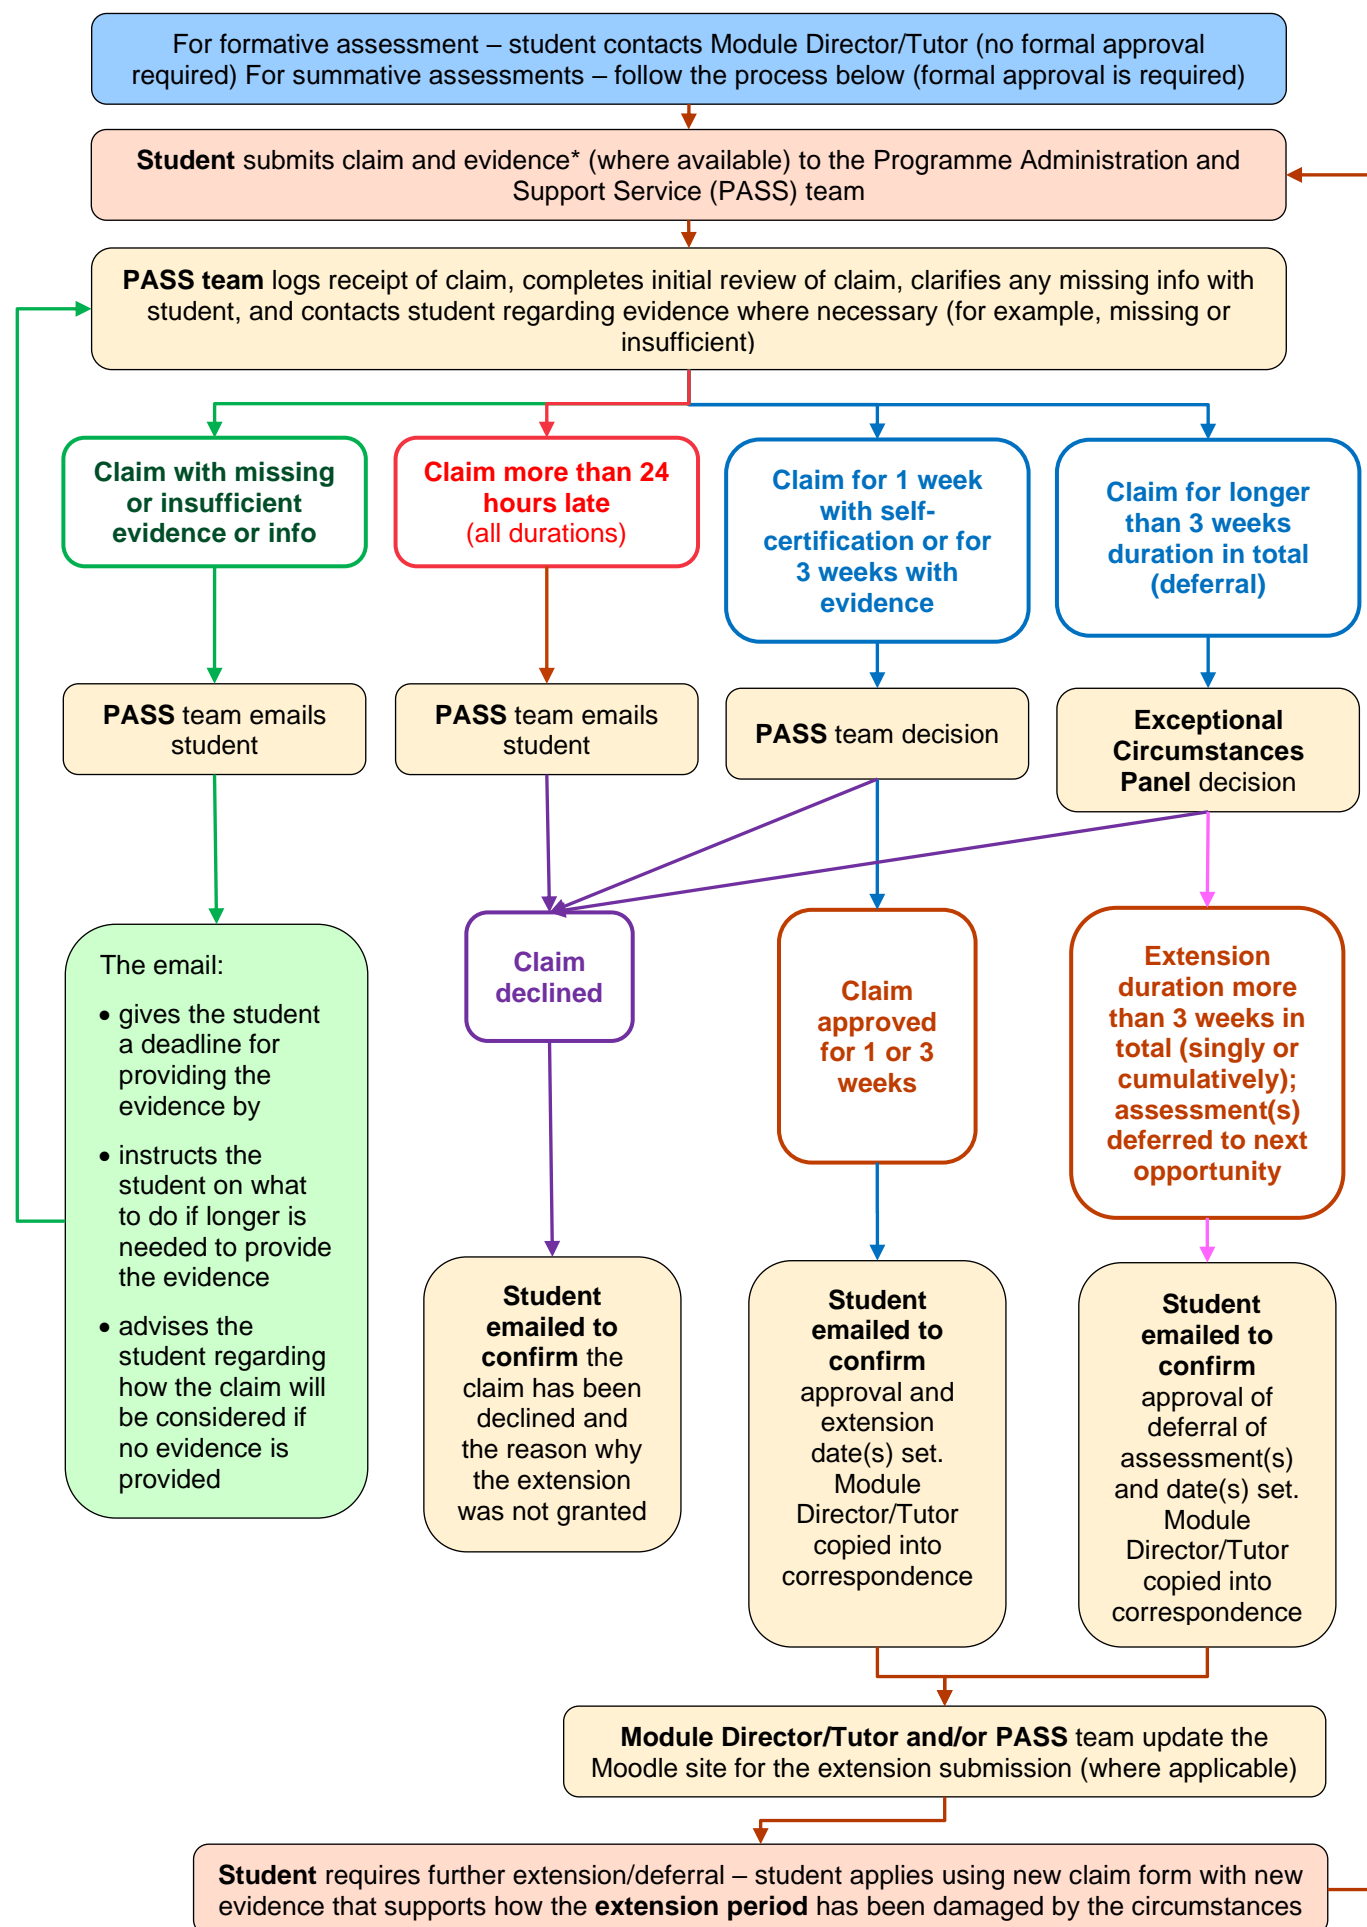 For formative assessment – student contacts Module Director/Tutor (no formal approval
required) For summative assessments – follow the process below (formal approval is required)
Student submits claim and evidence* (where available) to the Programme Administration and
Support Service (PASS) team
PASS team logs receipt of claim, completes initial review of claim, clarifies any missing info with
student, and contacts student regarding evidence where necessary (for example, missing or
insufficient)
Claim with missing
or insufficient
evidence or info
Claim more than 24
hours late
(all durations)
Claim for 1 week
with self-
certification or for
3 weeks with
evidence
Claim for longer
than 3 weeks
duration in total
(deferral)
PASS team emails
student
PASS team emails
student
PASS team decision
Exceptional
Circumstances
Panel decision
The email:
• gives the student
a deadline for
providing the
evidence by
• instructs the
student on what
to do if longer is
needed to provide
the evidence
• advises the
student regarding
how the claim will
be considered if
no evidence is
provided
Claim
declined
Claim
approved
for 1 or 3
weeks
Extension
duration more
than 3 weeks in
total (singly or
cumulatively);
assessment(s)
deferred to next
opportunity
Student
emailed to
confirm the
claim has been
declined and
the reason why
the extension
was not granted
Student
emailed to
confirm
approval and
extension
date(s) set.
Module
Director/Tutor
copied into
correspondence
Student
emailed to
confirm
approval of
deferral of
assessment(s)
and date(s) set.
Module
Director/Tutor
copied into
correspondence
Module Director/Tutor and/or PASS team update the
Moodle site for the extension submission (where applicable)
Student requires further extension/deferral – student applies using new claim form with new
evidence that supports how the extension period has been damaged by the circumstances